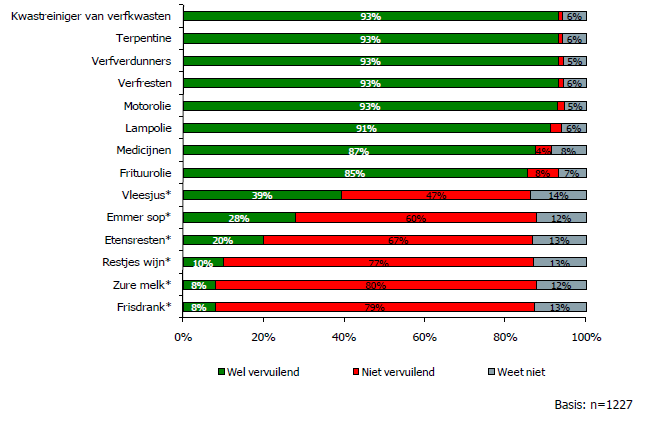 Kwastreiniger van verfkwasten 93% 6%
Terpentine 93% 6%
Verfverdunners 93% 5%
Verfresten 93% 6%
Motorolie 93% 5%
Lampolie 91% 6%
Medicijnen 87% 4% 8%
Frituurolie 85% 8% 7%
Vleesjus* 39% 47% 14%
Emmer sop* 28% 60% 12%
Etensresten* 20% 67% 13%
Restjes wijn* 10% 77% 13%
Zure melk* 8% 80% 12%
Frisdrank* 8% 79% 13%
0% 20% 40% 60% 80% 100%
Wel vervuilend Niet vervuilend Weet niet
Basis: n=1227